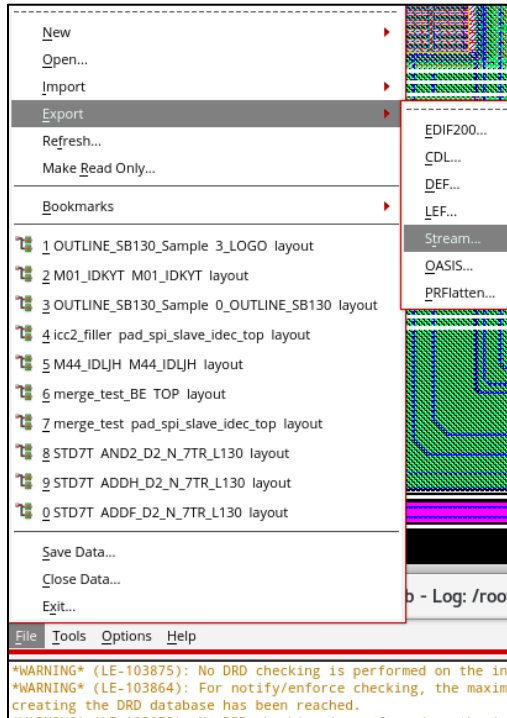 New
Open...
Import
Export
Refresh...
Make Read Only...
Bookmarks
1 OUTLINE_SB130_Sample 3_LOGO layout
2 M01_IDKYT M01_IDKYT layout
3 OUTLINE_SB130_Sample 0_OUTLINE_SB130 layout
4 icc2_filler pad_spi_slave_idec_top layout
5 M44_IDLJH M44_IDLJH layout
6 merge_test_BE TOP layout
7 merge_test pad_spi_slave_idec_top layout
8 STD7T AND2_D2_N_7TR_L130 layout
9 STD7T ADDH_D2_N_7TR_L130 layout
0 STD7T ADDF_D2_N_7TR_L130 layout
Save Data...
Close Data...
Exit...
EDIF200...
CDL...
DEF...
LEF...
Stream...
OASIS...
PRFlatten...
b - Log: /roo
File Tools Options Help
*WARNING* (LE-103875): No DRD checking is performed on the in
*WARNING* (LE-103864): For notify/enforce checking, the maxim
creating the DRD database has been reached.